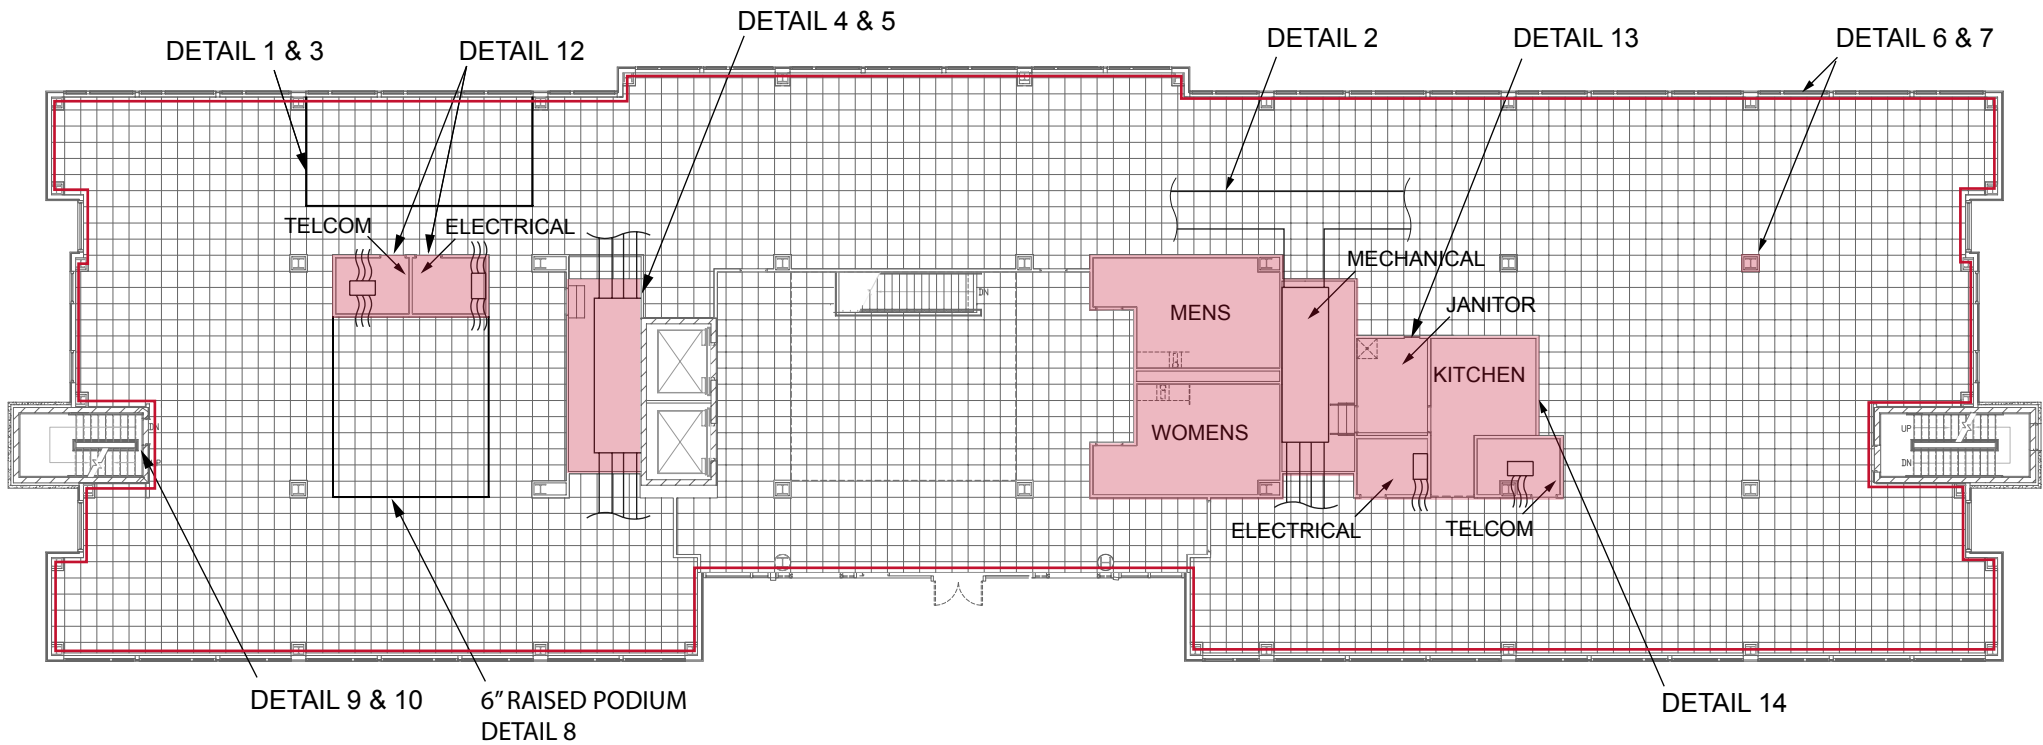 DETAIL 4 & 5
DETAIL 1 & 3
DETAIL 12
DETAIL 2
DETAIL 13
DETAIL 6 & 7
TELCOM
ELECTRICAL
MECHANICAL
DN
JANITOR
MENS
KITCHEN
WOMENS
DN
UP
UP
DN
ELECTRICAL
TELCOM
DETAIL 9 & 10
6" RAISED PODIUM
DETAIL 8
DETAIL 14